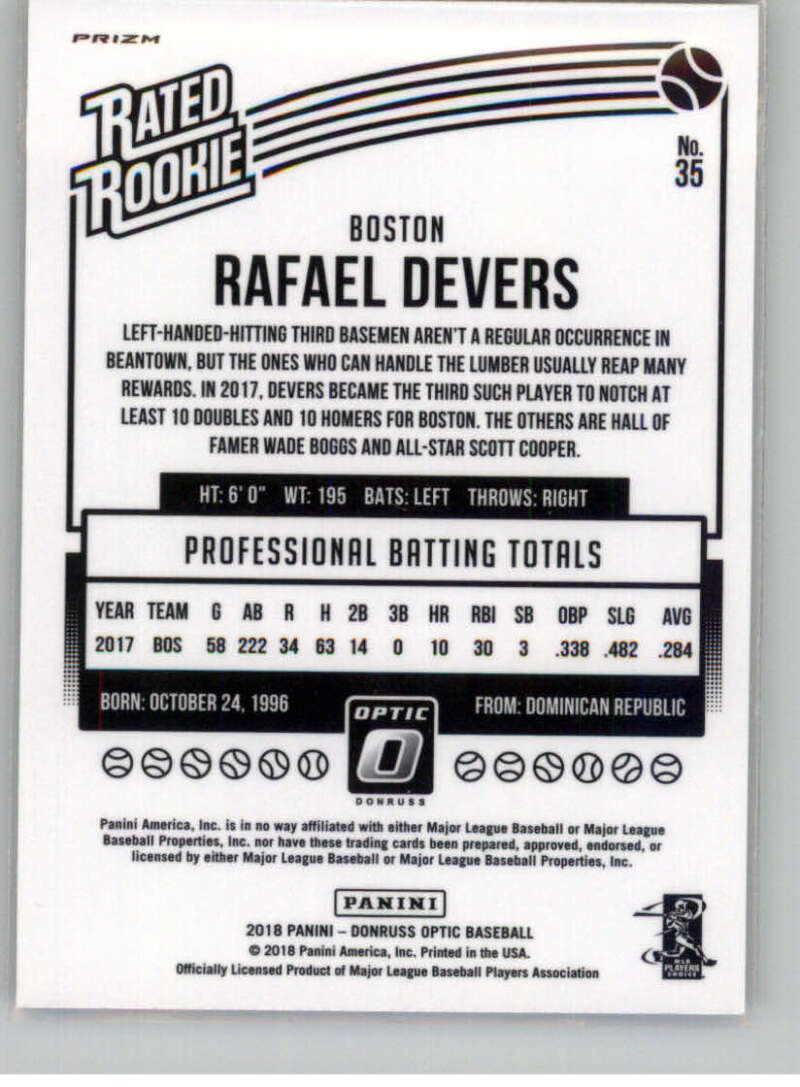 PRIZM
RATED
ROOKIE
No.
35
BOSTON
RAFAEL DEVERS
LEFT-HANDED-HITTING THIRD BASEMEN AREN'T A REGULAR OCCURRENCE IN
BEANTOWN, BUT THE ONES WHO CAN HANDLE THE LUMBER USUALLY REAP MANY
REWARDS. IN 2017, DEVERS BECAME THE THIRD SUCH PLAYER TO NOTCH AT
LEAST 10 DOUBLES AND 10 HOMERS FOR BOSTON. THE OTHERS ARE HALL OF
FAMER WADE BOGGS AND ALL-STAR SCOTT COOPER.
HT: 6' 0" WT: 195 BATS: LEFT THROWS: RIGHT
PROFESSIONAL BATTING TOTALS
YEAR TEAM G AB R H 2B 3B HR RBI SB OBP SLG AVG
2017 BOS 58 222 34 63 14 0 10 30 3 .338 .482 .284
BORN: OCTOBER 24, 1996 FROM: DOMINICAN REPUBLIC
OPTIC
O
DONRUSS
Panini America, Inc. is in no way affiliated with either Major League Baseball or Major League
Baseball Properties, Inc. nor have these trading cards been prepared, approved, endorsed, or
licensed by either Major League Baseball or Major League Baseball Properties, Inc.
PANINI
2018 PANINI – DONRUSS OPTIC BASEBALL
© 2018 Panini America, Inc. Printed in the USA.
Officially Licensed Product of Major League Baseball Players Association
MLB
PLAYERS
CHOICE